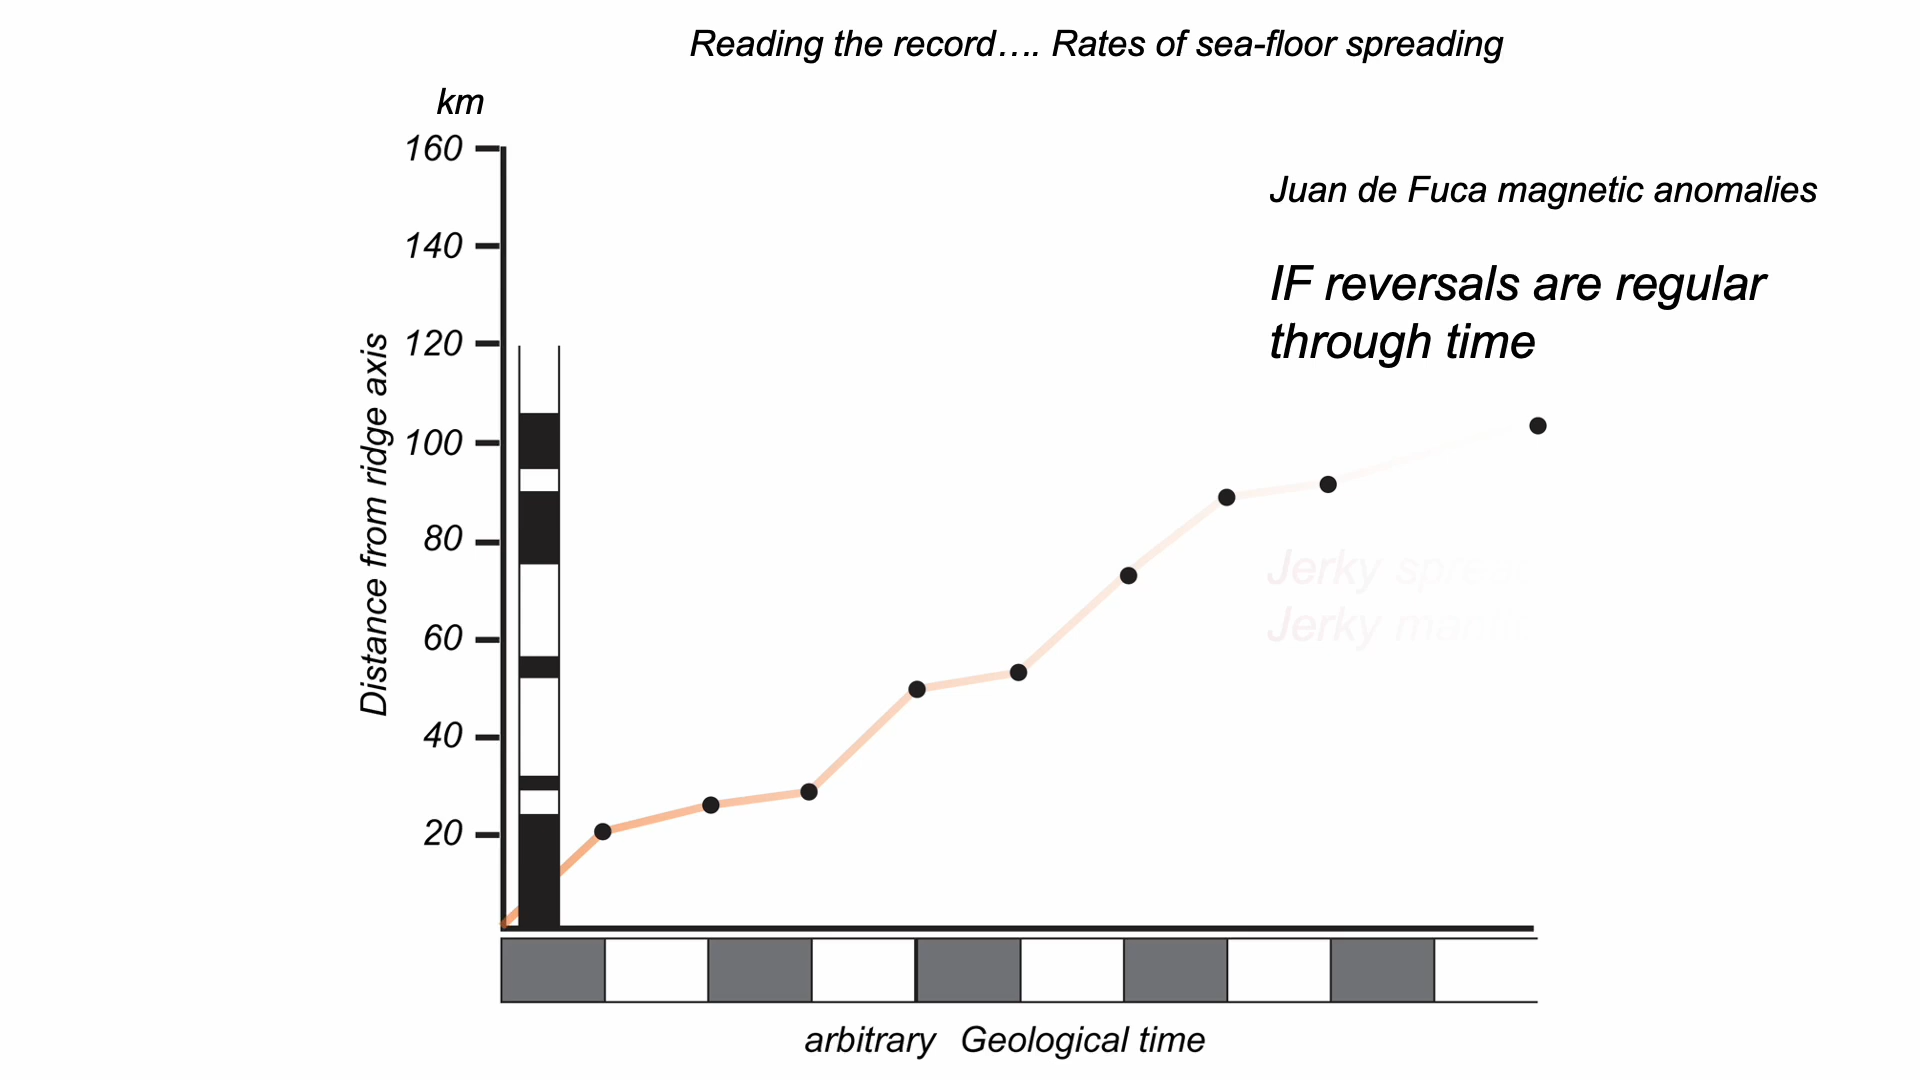 Reading the record…. Rates of sea-floor spreading
km
160
140
120
100
80
60
40
20
Distance from ridge axis
Juan de Fuca magnetic anomalies
IF reversals are regular
through time
Jerky
Jerky
arbitrary Geological time